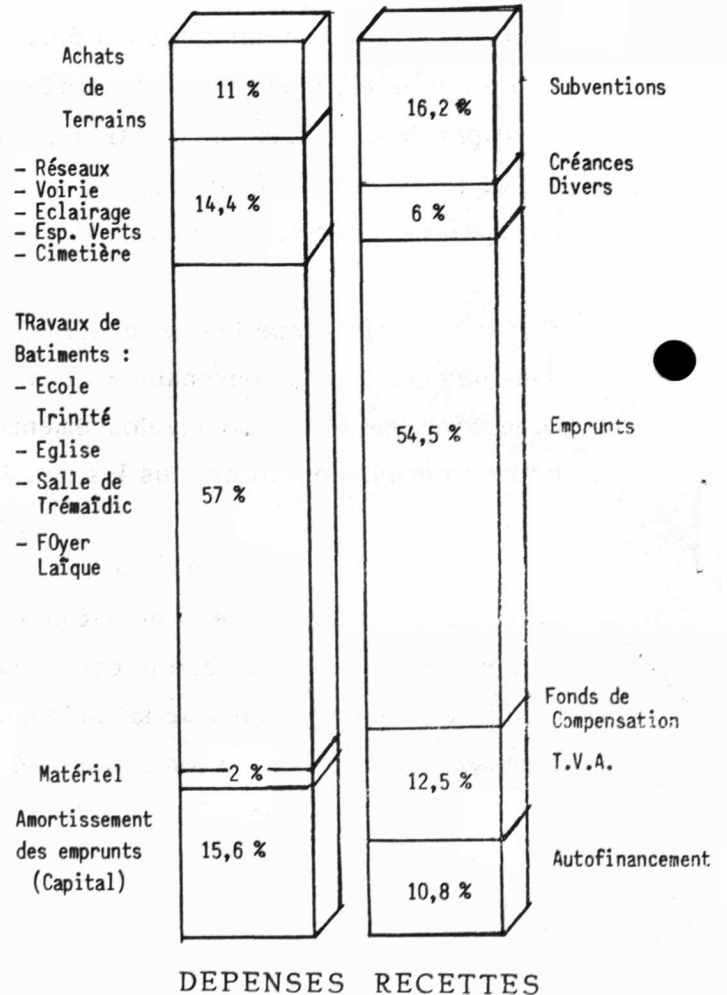 Achats
de
Terrains
11 %
- Réseaux
- Voirie
- Eclairage
- Esp. Verts
- Cimetière
14,4 %
TRavaux de
Batiments :
- Ecole
TrinIté
- Eglise
- Salle de
Trémaïdic
- FOyer
Laïque
57 %
Matériel
2 %
Amortissement
des emprunts
(Capital)
15,6 %
DEPENSES
16,2 %
Subventions
6 %
Créances
Divers
54,5 %
Emprunts
12,5 %
Fonds de
Compensation
T.V.A.
10,8 %
Autofinancement
RECETTES